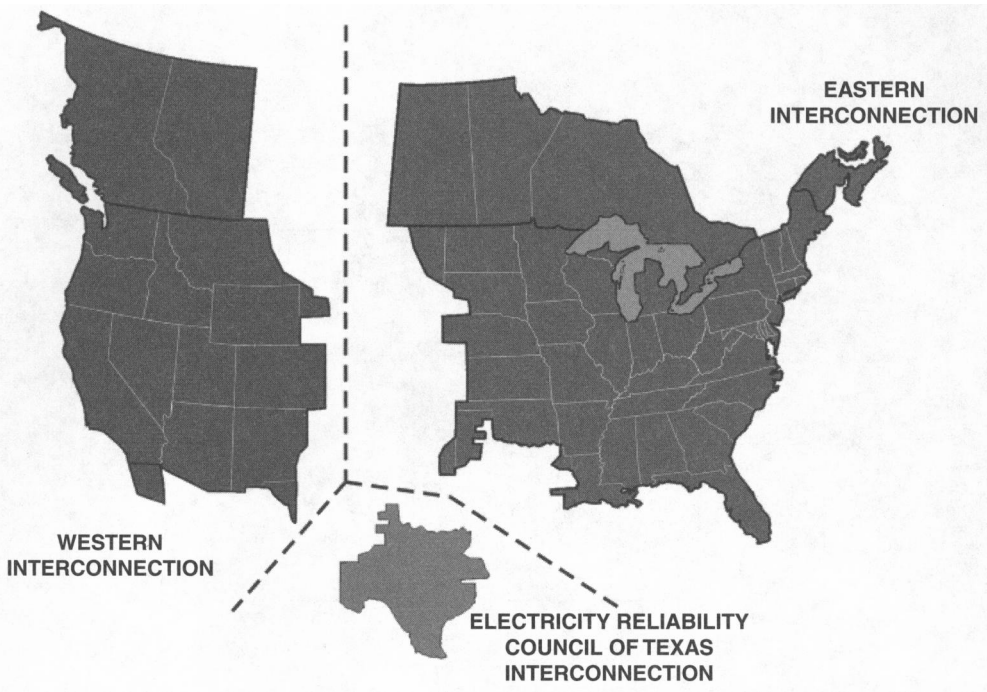 EASTERN
INTERCONNECTION
WESTERN
INTERCONNECTION
ELECTRICITY RELIABILITY
COUNCIL OF TEXAS
INTERCONNECTION